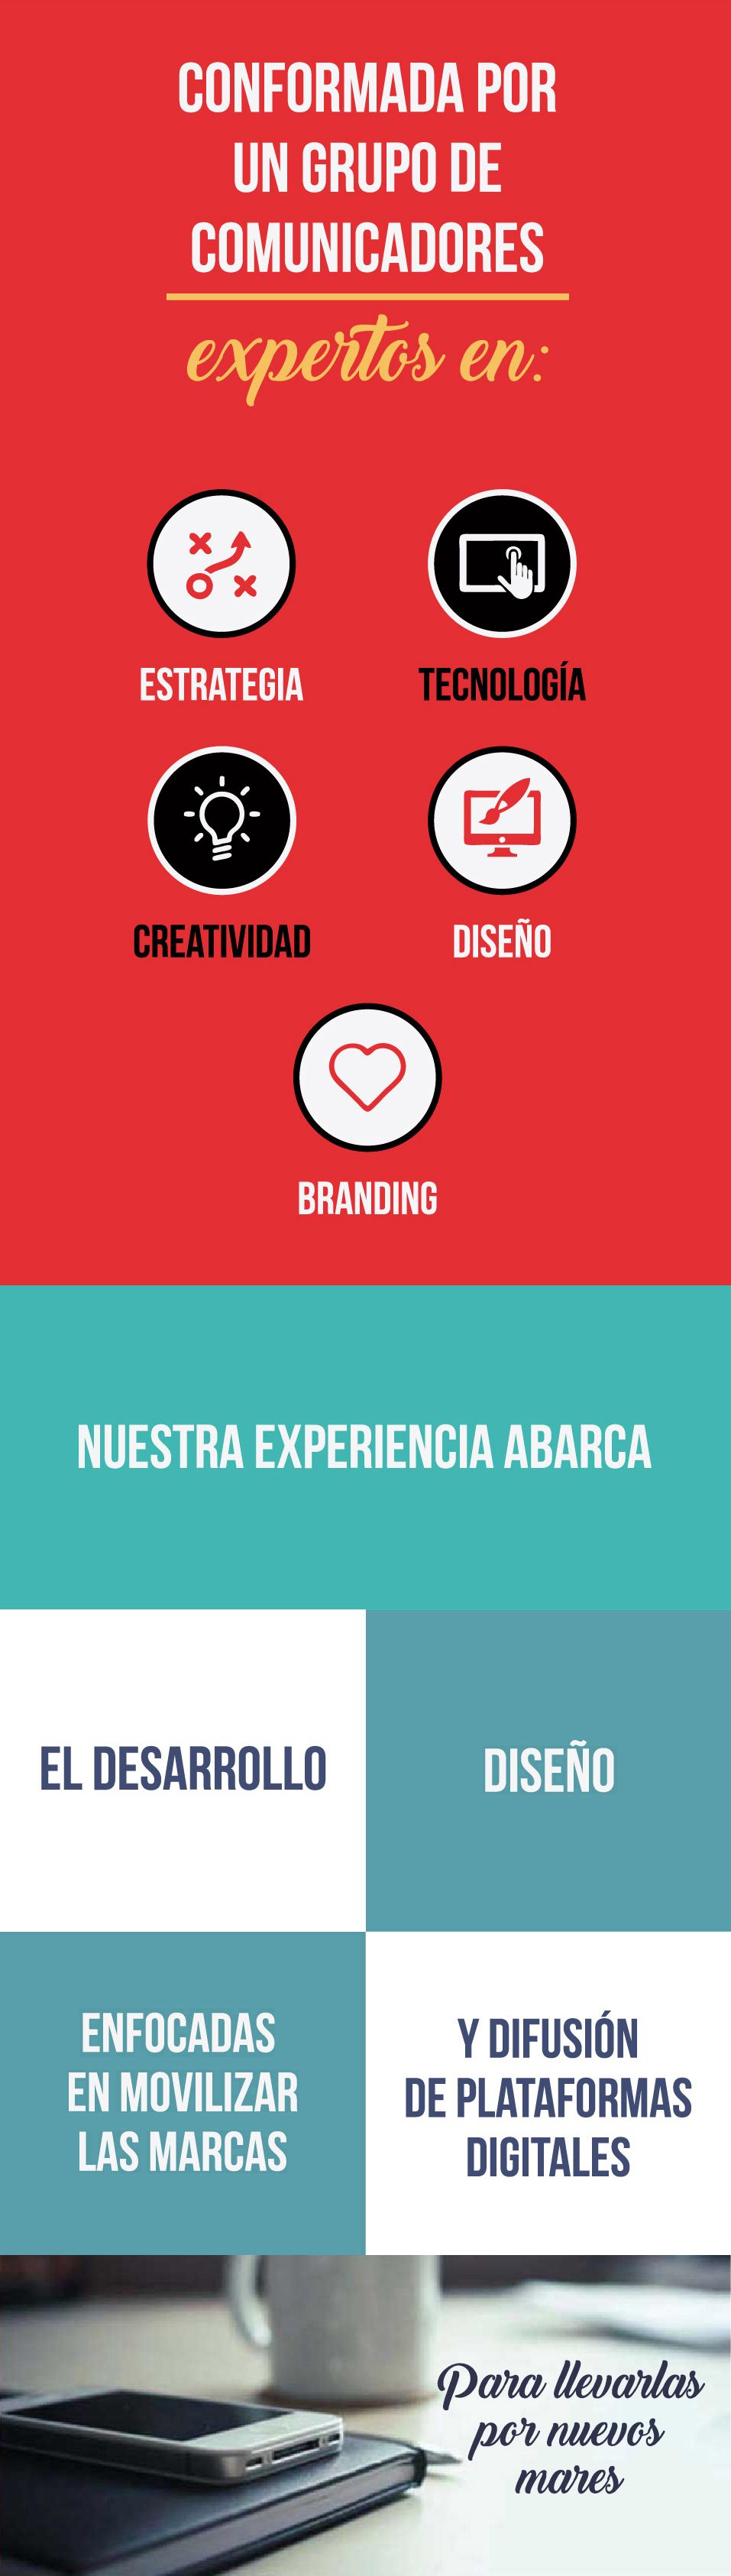 CONFORMADA POR
UN GRUPO DE
COMUNICADORES
expertos en:
ESTRATEGIA
TECNOLOGÍA
CREATIVIDAD
DISEÑO
BRANDING
NUESTRA EXPERIENCIA ABARCA
EL DESARROLLO
DISEÑO
ENFOCADAS
EN MOVILIZAR
LAS MARCAS
Y DIFUSIÓN
DE PLATAFORMAS
DIGITALES
Para llevarlas
por nuevos
mares